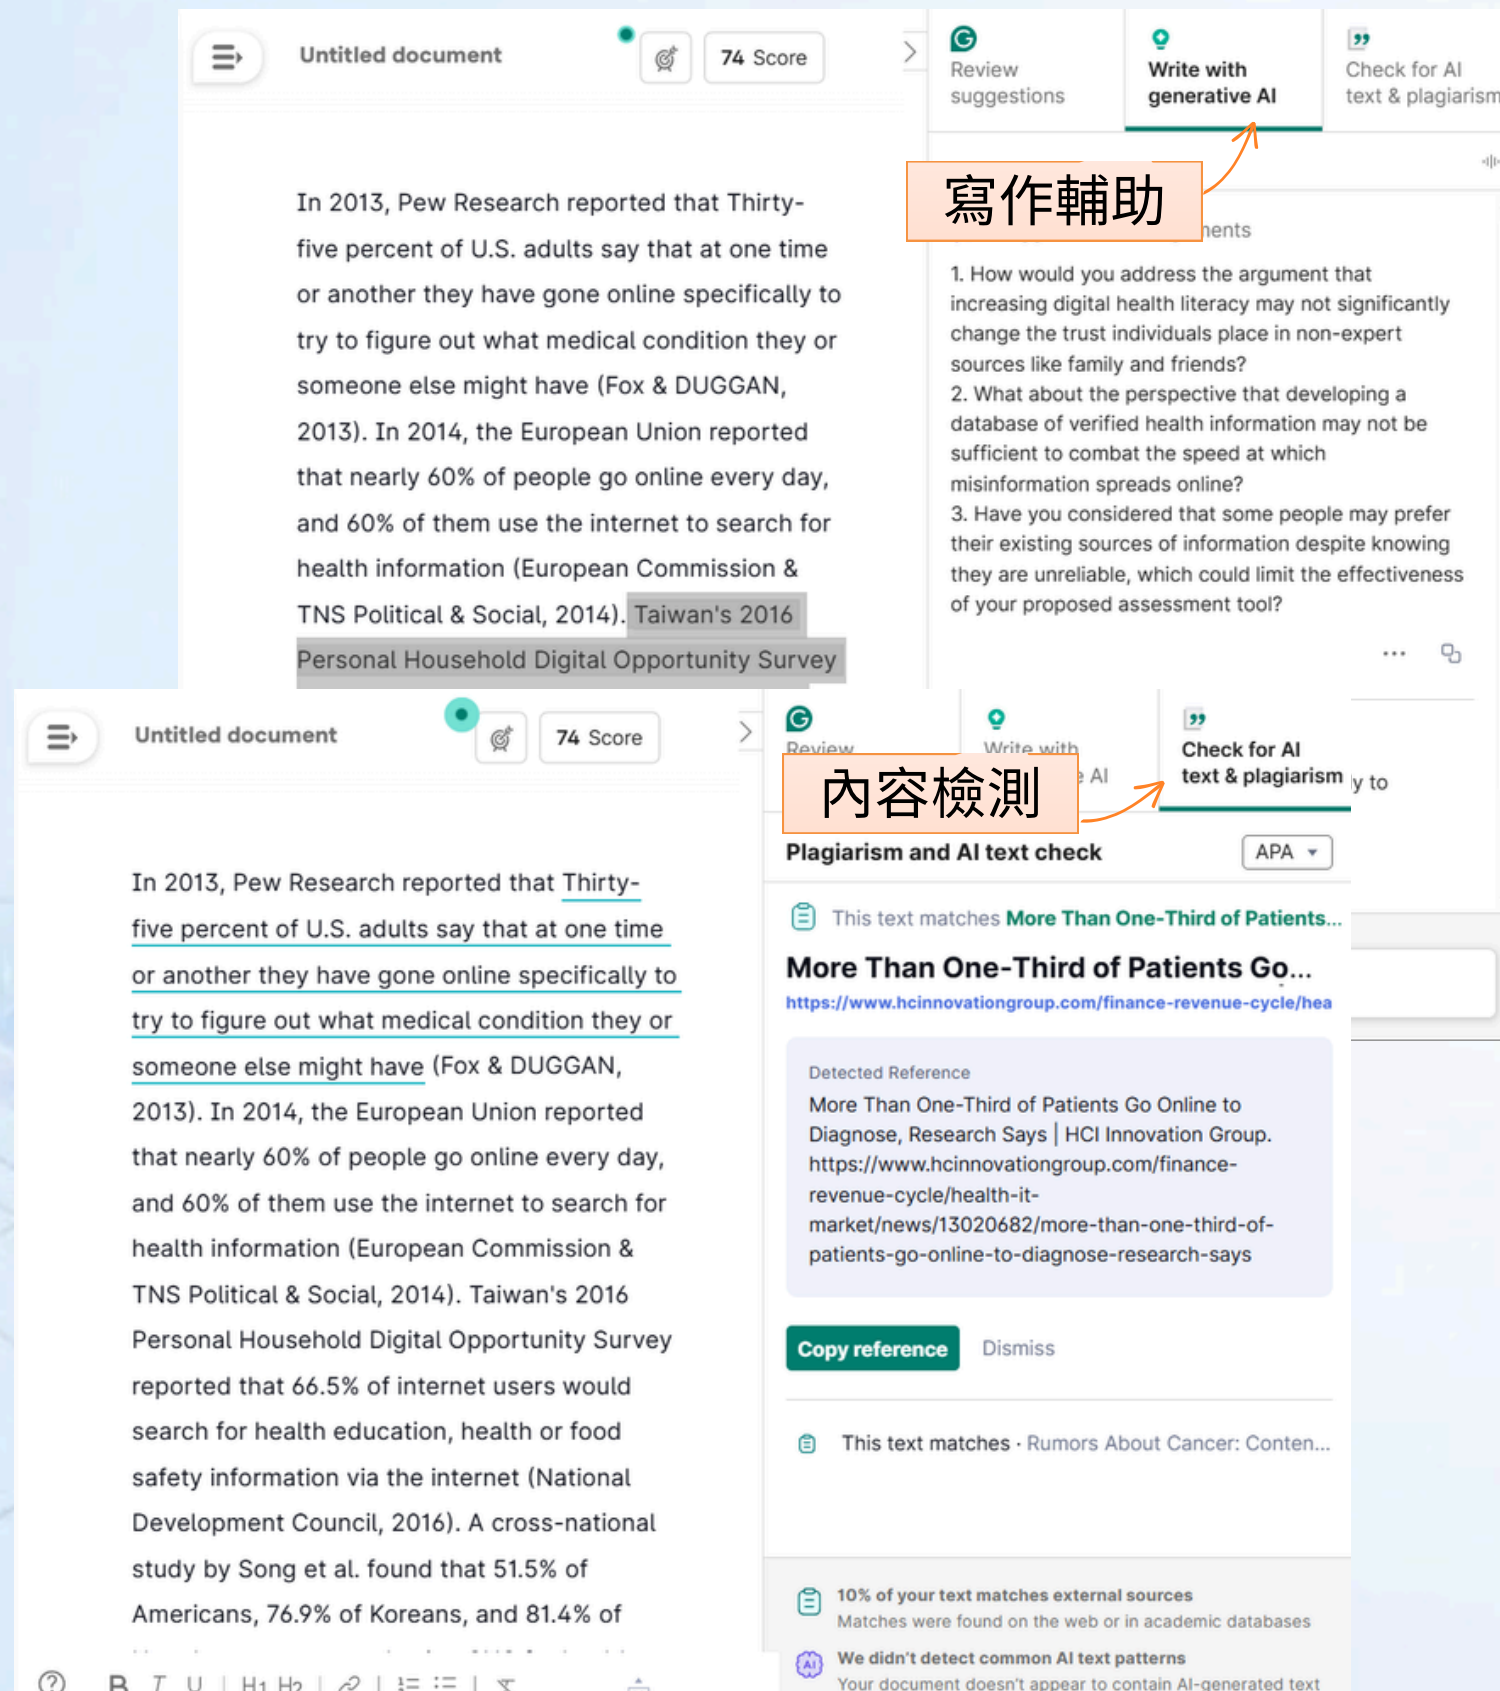 Untitled document
74 Score
Review
suggestions
Write with
generative AI
Check for AI
text & plagiarism
寫作輔助
In 2013, Pew Research reported that Thirty-
five percent of U.S. adults say that at one time
or another they have gone online specifically to
try to figure out what medical condition they or
someone else might have (Fox & DUGGAN,
2013). In 2014, the European Union reported
that nearly 60% of people go online every day,
and 60% of them use the internet to search for
health information (European Commission &
TNS Political & Social, 2014). Taiwan's 2016
Personal Household Digital Opportunity Survey
1. How would you address the argument that
increasing digital health literacy may not significantly
change the trust individuals place in non-expert
sources like family and friends?
2. What about the perspective that developing a
database of verified health information may not be
sufficient to combat the speed at which
misinformation spreads online?
3. Have you considered that some people may prefer
their existing sources of information despite knowing
they are unreliable, which could limit the effectiveness
of your proposed assessment tool?
Untitled document
74 Score
Review
Write with
AI
Check for AI
text & plagiarism
to
內容檢測
In 2013, Pew Research reported that Thirty-
five percent of U.S. adults say that at one time
or another they have gone online specifically to
try to figure out what medical condition they or
someone else might have (Fox & DUGGAN,
2013). In 2014, the European Union reported
that nearly 60% of people go online every day,
and 60% of them use the internet to search for
health information (European Commission &
TNS Political & Social, 2014). Taiwan's 2016
Personal Household Digital Opportunity Survey
reported that 66.5% of internet users would
search for health education, health or food
safety information via the internet (National
Development Council, 2016). A cross-national
study by Song et al. found that 51.5% of
Americans, 76.9% of Koreans, and 81.4% of
B T U H1 H2
Plagiarism and AI text check
APA
This text matches More Than One-Third of Patients...
More Than One-Third of Patients Go...
https://www.hcinnovationgroup.com/finance-revenue-cycle/hea
Detected Reference
More Than One-Third of Patients Go Online to
Diagnose, Research Says | HCI Innovation Group.
https://www.hcinnovationgroup.com/finance-
revenue-cycle/health-it-
market/news/13020682/more-than-one-third-of-
patients-go-online-to-diagnose-research-says
Copy reference
Dismiss
This text matches · Rumors About Cancer: Conten...
10% of your text matches external sources
Matches were found on the web or in academic databases
AI
We didn't detect common AI text patterns
Your document doesn't appear to contain AI-generated text